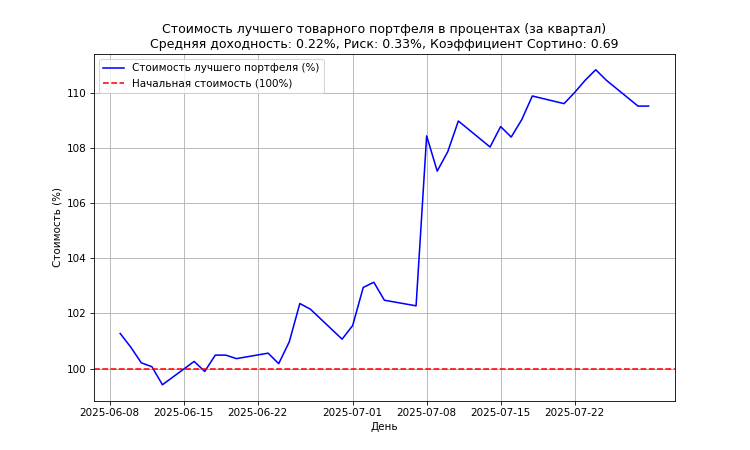 Стоимость лучшего товарного портфеля в процентах (за квартал)
Средняя доходность: 0.22%, Риск: 0.33%, Коэффициент Сортино: 0.69
Стоимость лучшего портфеля (%)
Начальная стоимость (100%)
Стоимость (%)
110
108
106
104
102
100
2025-06-08
2025-06-15
2025-06-22
2025-07-01
2025-07-08
2025-07-15
2025-07-22
День